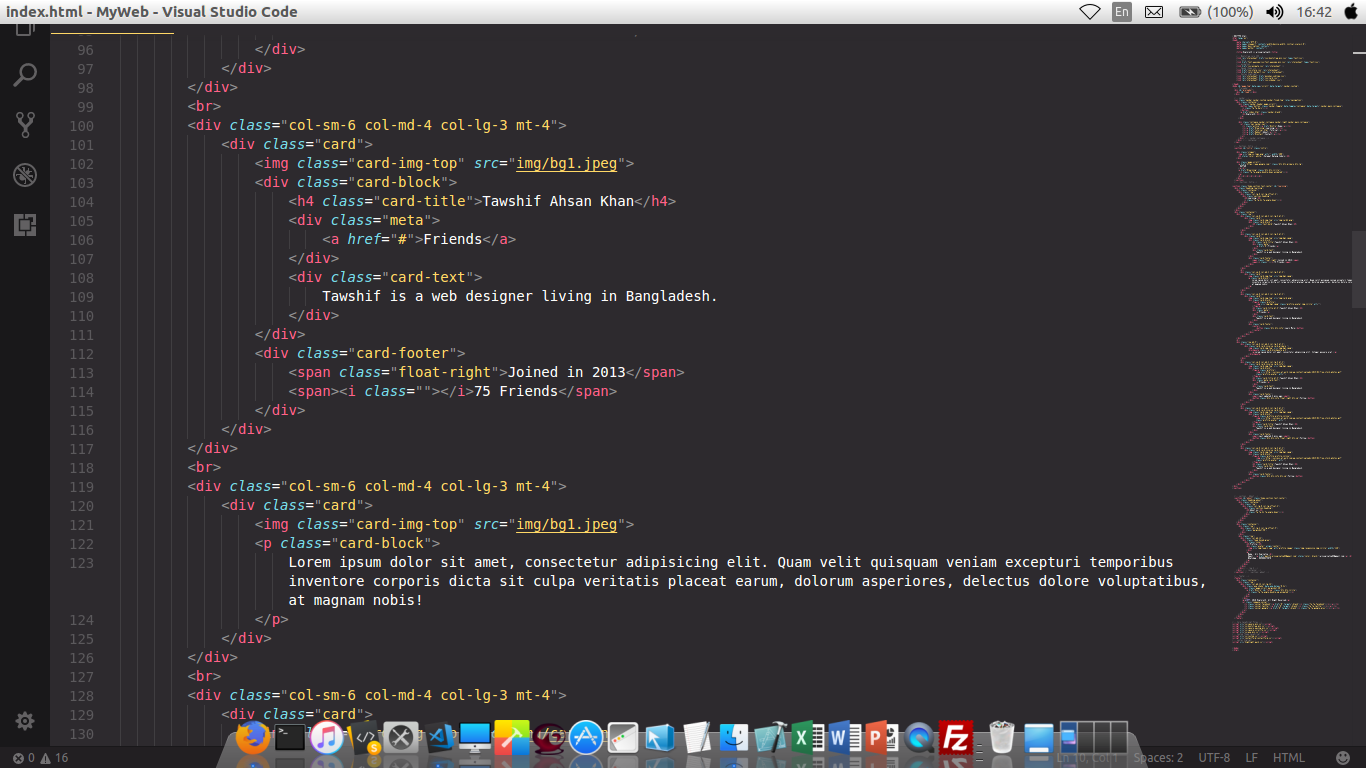 index.html - MyWeb - Visual Studio Code
En
(100%)
16:42
96 </div>
97 </div>
98 </div>
99 <br>
100 <div class="col-sm-6 col-md-4 col-lg-3 mt-4">
101 <div class="card">
102 <img class="card-img-top" src="img/bg1.jpeg">
103 <div class="card-block">
104 <h4 class="card-title">Tawshif Ahsan Khan</h4>
105 <div class="meta">
106 <a href="#">Friends</a>
107 </div>
108 <div class="card-text">
109 Tawshif is a web designer living in Bangladesh.
110 </div>
111 </div>
112 <div class="card-footer">
113 <span class="float-right">Joined in 2013</span>
114 <span><i class=""></i>75 Friends</span>
115 </div>
116 </div>
117 </div>
118 <br>
119 <div class="col-sm-6 col-md-4 col-lg-3 mt-4">
120 <div class="card">
121 <img class="card-img-top" src="img/bg1.jpeg">
122 <p class="card-block">
123 Lorem ipsum dolor sit amet, consectetur adipisicing elit. Quam velit quisquam veniam excepturi temporibus
inventore corporis dicta sit culpa veritatis placeat earum, dolorum asperiores, delectus dolore voluptatibus,
at magnam nobis!
124 </p>
125 </div>
126 </div>
127 <br>
128 <div class="col-sm-6 col-md-4 col-lg-3 mt-4">
129 <div class="card">
130
0 16
Ln 10, Col 1
Spaces: 2
UTF-8
LF
HTML